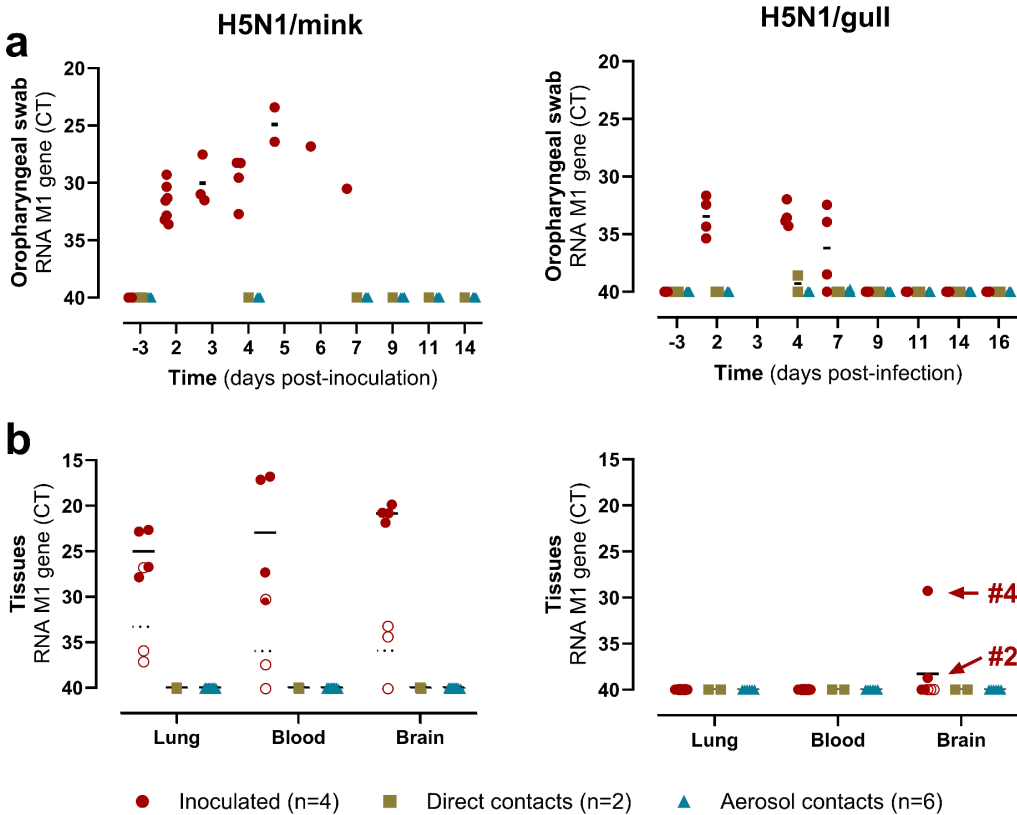 H5N1/mink
H5N1/gull
a
Oropharyngeal swab
RNA M1 gene (CT)
20
25
30
35
40
-3 2 3 4 5 6 7 9 11 14
Time (days post-inoculation)
Oropharyngeal swab
RNA M1 gene (CT)
20
25
30
35
40
-3 2 3 4 7 9 11 14 16
Time (days post-infection)
b
Tissues
RNA M1 gene (CT)
15
20
25
30
35
40
Lung Blood Brain
Tissues
RNA M1 gene (CT)
15
20
25
30
35
40
#4
#2
Lung Blood Brain
Inoculated (n=4) Direct contacts (n=2) Aerosol contacts (n=6)